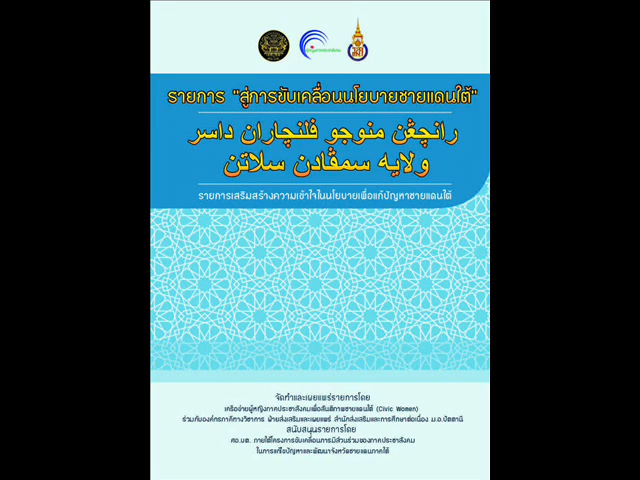 รายการ "สู่การขับเคลื่อนนโยบายชายแดนใต้"
رانچڠن منوجو ڤلنچاران داسر
ولايه سمڤادن سلاتن
รายการเสริมสร้างความเข้าใจในนโยบายเพื่อแก้ปัญหาชายแดนใต้
จัดทำและเผยแพร่รายการโดย
เครือข่ายผู้หญิงภาคประชาสังคมเพื่อสันติภาพชายแดนใต้ (Civic Women)
ร่วมกับองค์กรภาคีทางวิชาการ ฝ่ายส่งเสริมและเผยแพร่ สำนักส่งเสริมและการศึกษาต่อเนื่อง ม.อ.ปัตตานี
สนับสนุนรายการโดย
ศอ.บต. ภายใต้โครงการขับเคลื่อนการมีส่วนร่วมของภาคประชาสังคม
ในการแก้ไขปัญหาและพัฒนาจังหวัดชายแดนภาคใต้